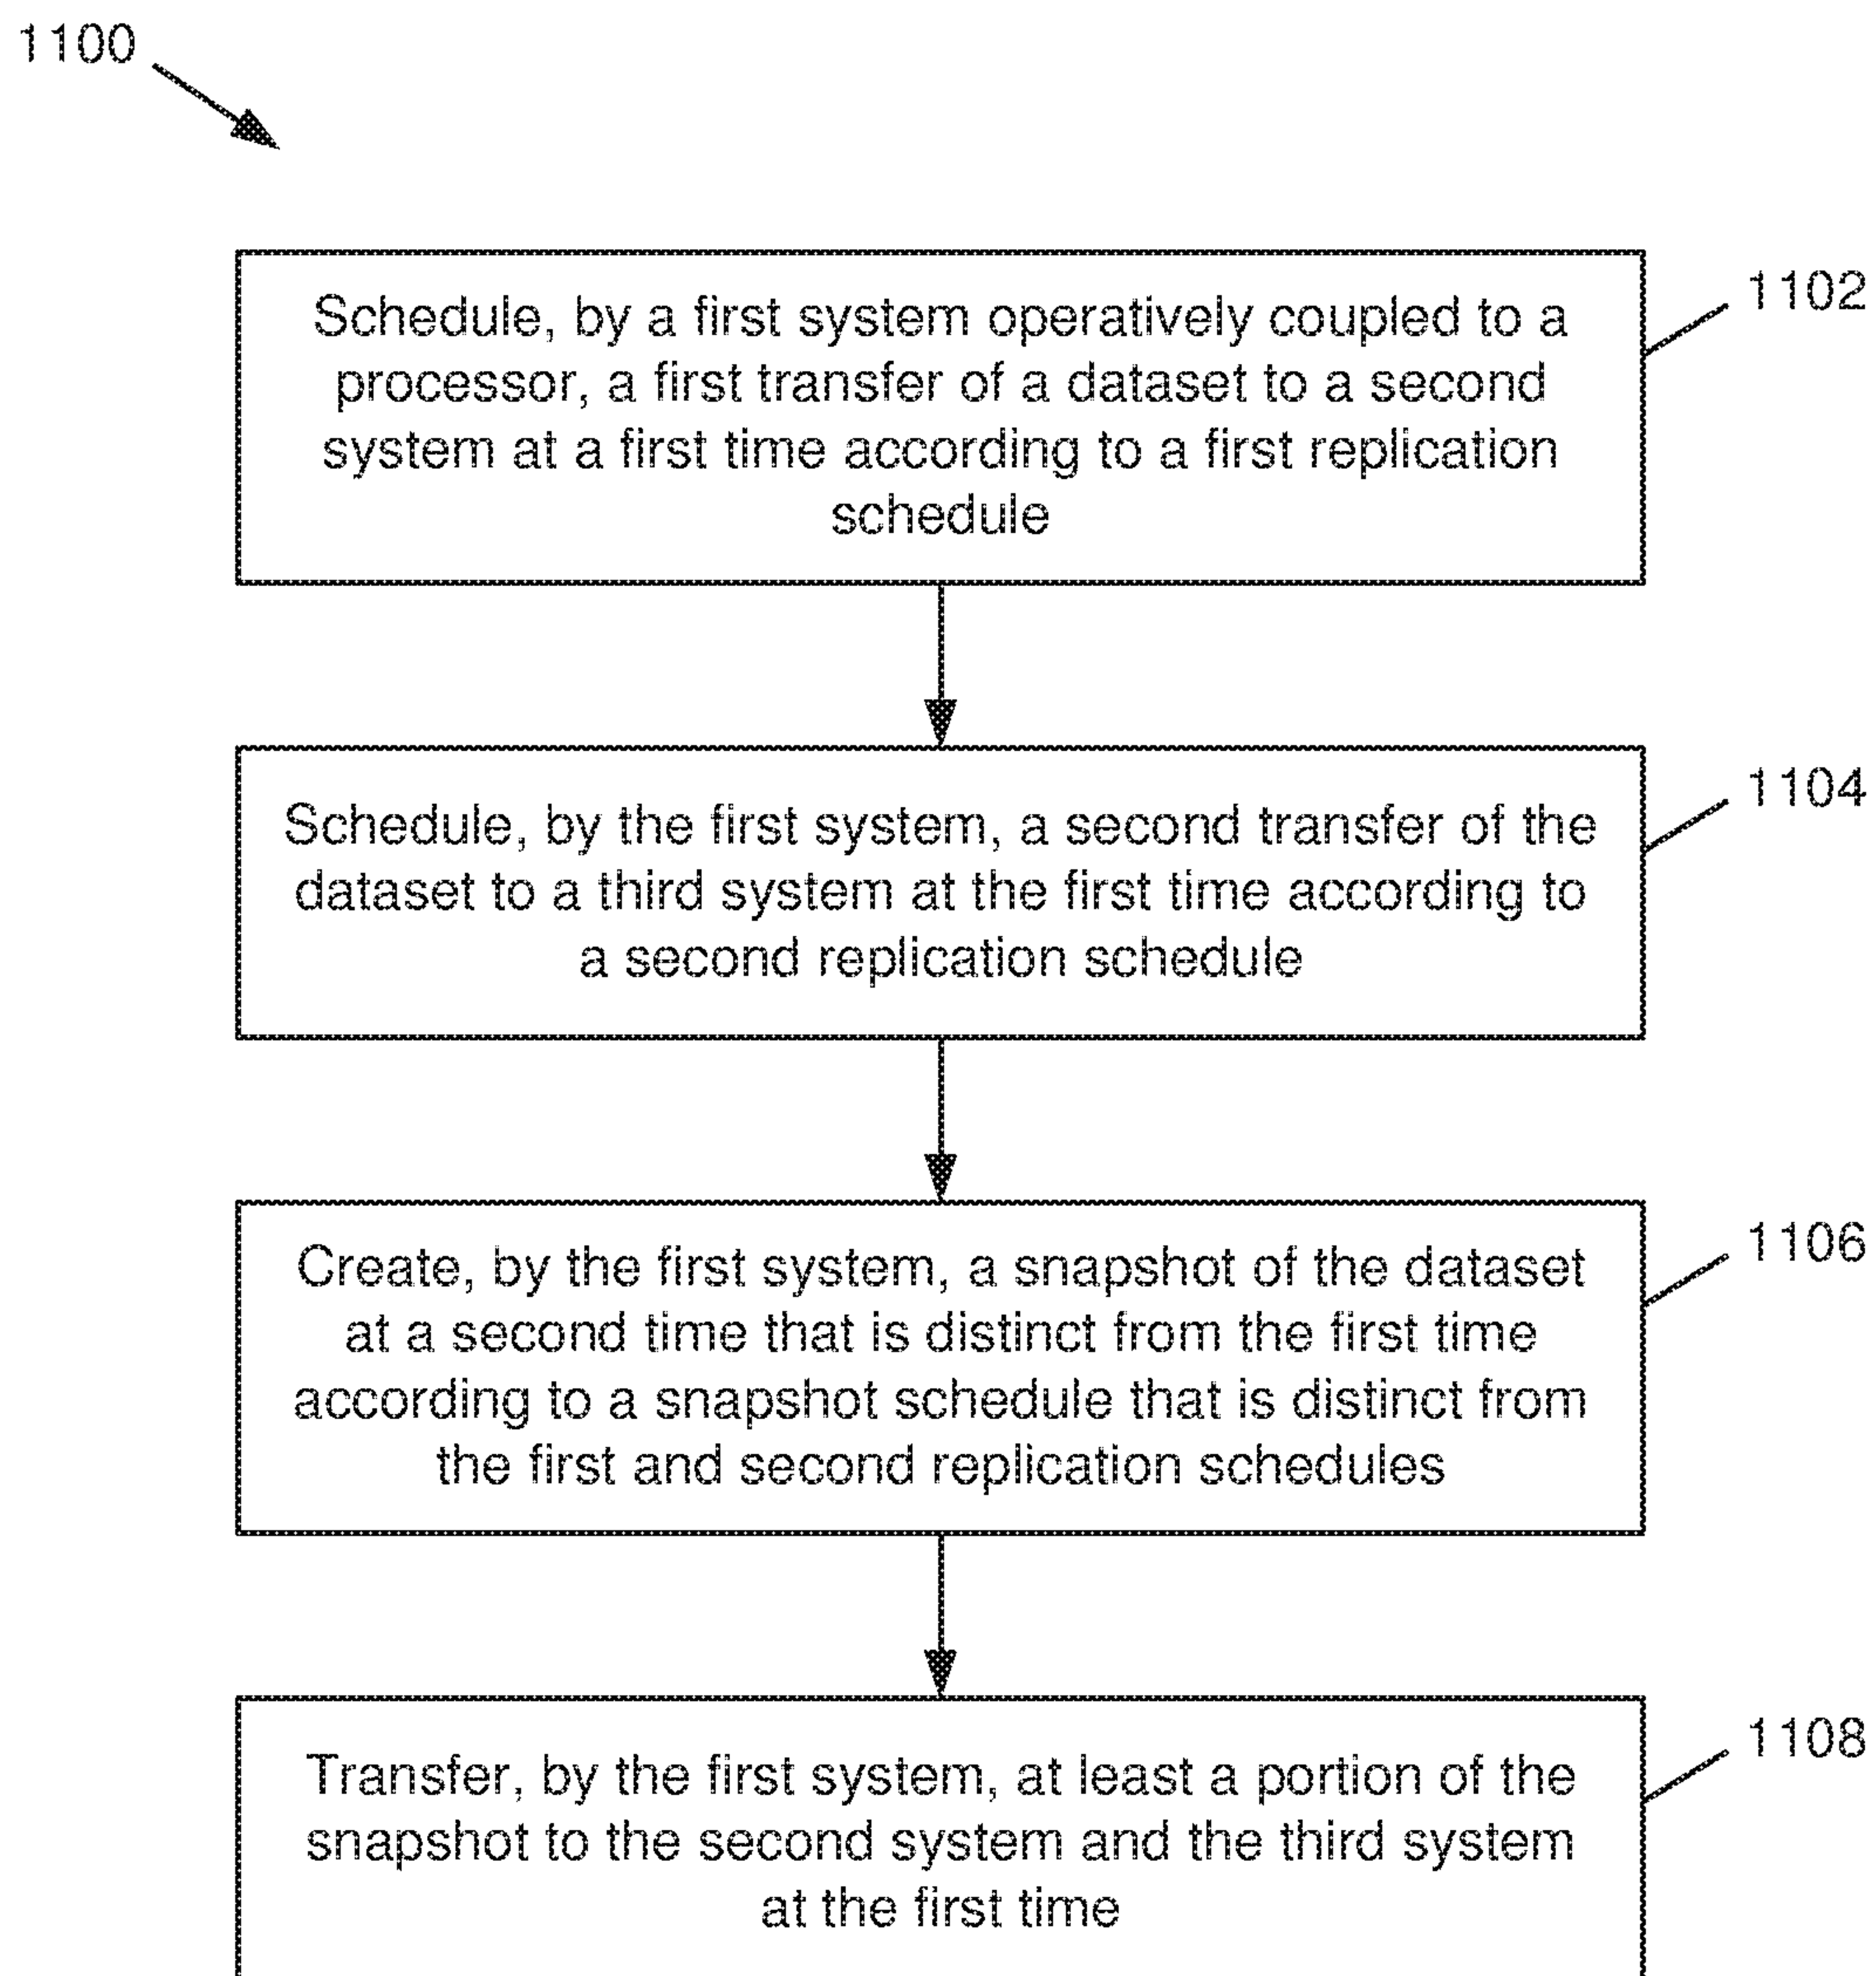 1100
Schedule, by a first system operatively coupled to a
processor, a first transfer of a dataset to a second
system at a first time according to a first replication
schedule
1102
Schedule, by the first system, a second transfer of the
dataset to a third system at the first time according to
a second replication schedule
1104
Create, by the first system, a snapshot of the dataset
at a second time that is distinct from the first time
according to a snapshot schedule that is distinct from
the first and second replication schedules
1106
Transfer, by the first system, at least a portion of the
snapshot to the second system and the third system
at the first time
1108